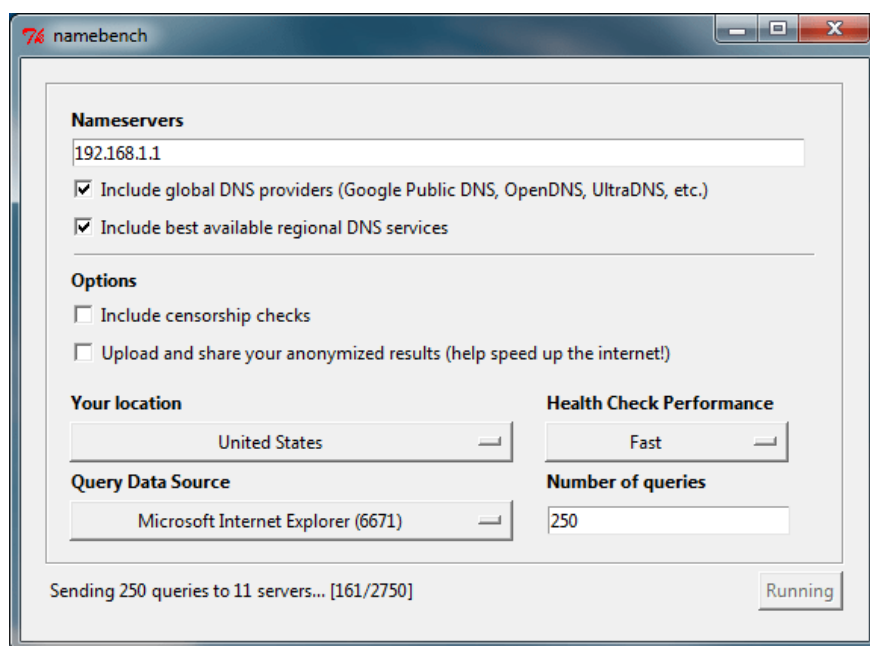 namebench
Nameservers
192.168.1.1
Include global DNS providers (Google Public DNS, OpenDNS, UltraDNS, etc.)
Include best available regional DNS services
Options
Include censorship checks
Upload and share your anonymized results (help speed up the internet!)
Your location
Health Check Performance
United States
Fast
Query Data Source
Number of queries
Microsoft Internet Explorer (6671)
250
Sending 250 queries to 11 servers... [161/2750]
Running